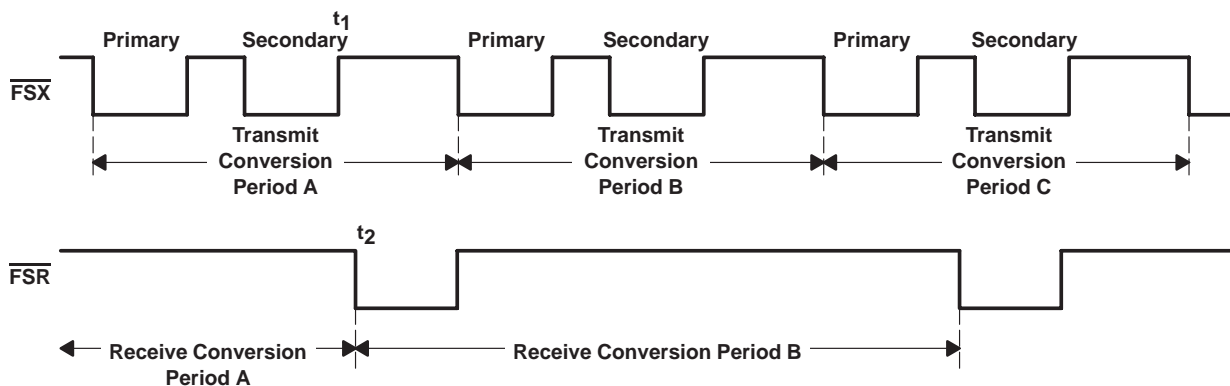 t1
Primary Secondary Primary Secondary Primary Secondary
FSX
Transmit Conversion Period A
Transmit Conversion Period B
Transmit Conversion Period C
t2
FSR
Receive Conversion Period A
Receive Conversion Period B